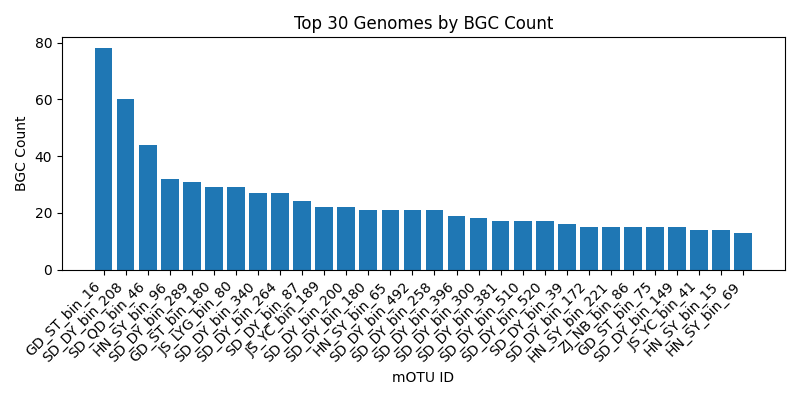 Top 30 Genomes by BGC Count
BGC Count
80
60
40
20
0
GD_ST_bin_16
SD_DY_bin_208
SD_QD_bin_46
HN_SY_bin_96
SD_DY_bin_289
GD_ST_bin_180
JS_LYG_bin_80
SD_DY_bin_340
SD_DY_bin_264
SD_DY_bin_87
JS_YC_bin_189
SD_DY_bin_200
SD_DY_bin_180
HN_SY_bin_65
SD_DY_bin_492
SD_DY_bin_258
SD_DY_bin_396
SD_DY_bin_300
SD_DY_bin_381
SD_DY_bin_510
SD_DY_bin_520
SD_DY_bin_39
SD_DY_bin_172
HN_SY_bin_221
ZJ_NB_bin_86
GD_ST_bin_75
SD_DY_bin_149
JS_YC_bin_41
HN_SY_bin_15
HN_SY_bin_69
mOTU ID